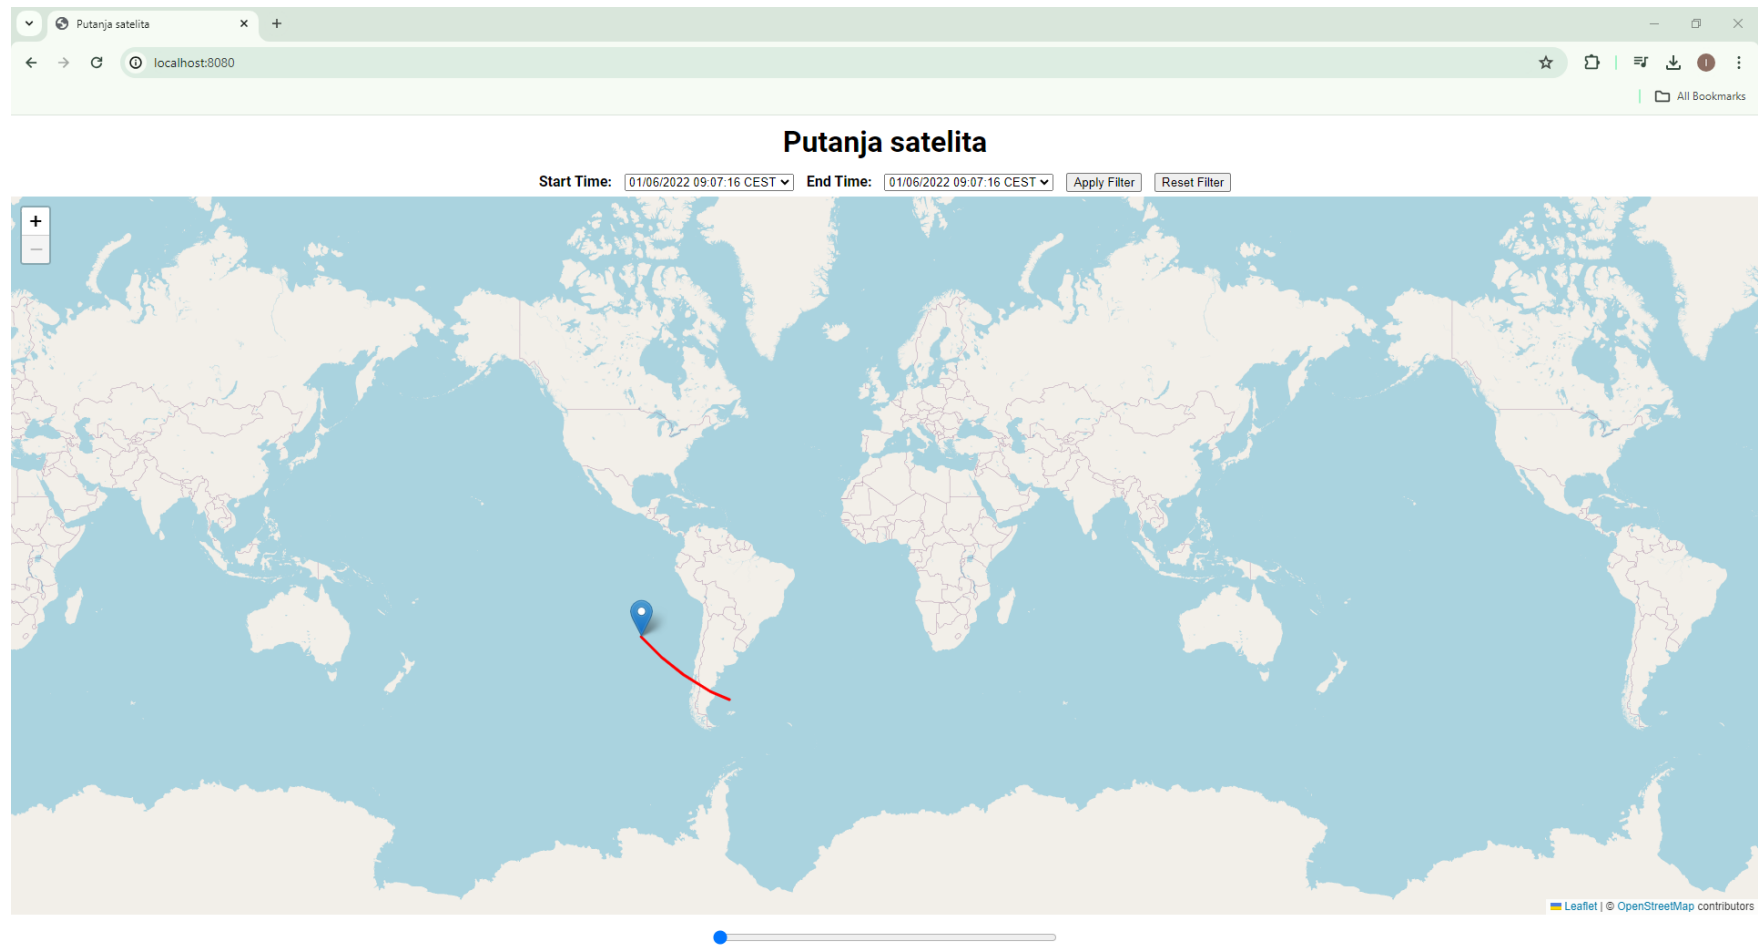 Putanja satelita
localhost:8080
All Bookmarks
Putanja satelita
Start Time: 01/06/2022 09:07:16 CEST End Time: 01/06/2022 09:07:16 CEST Apply Filter Reset Filter
+
−
Leaflet | © OpenStreetMap contributors